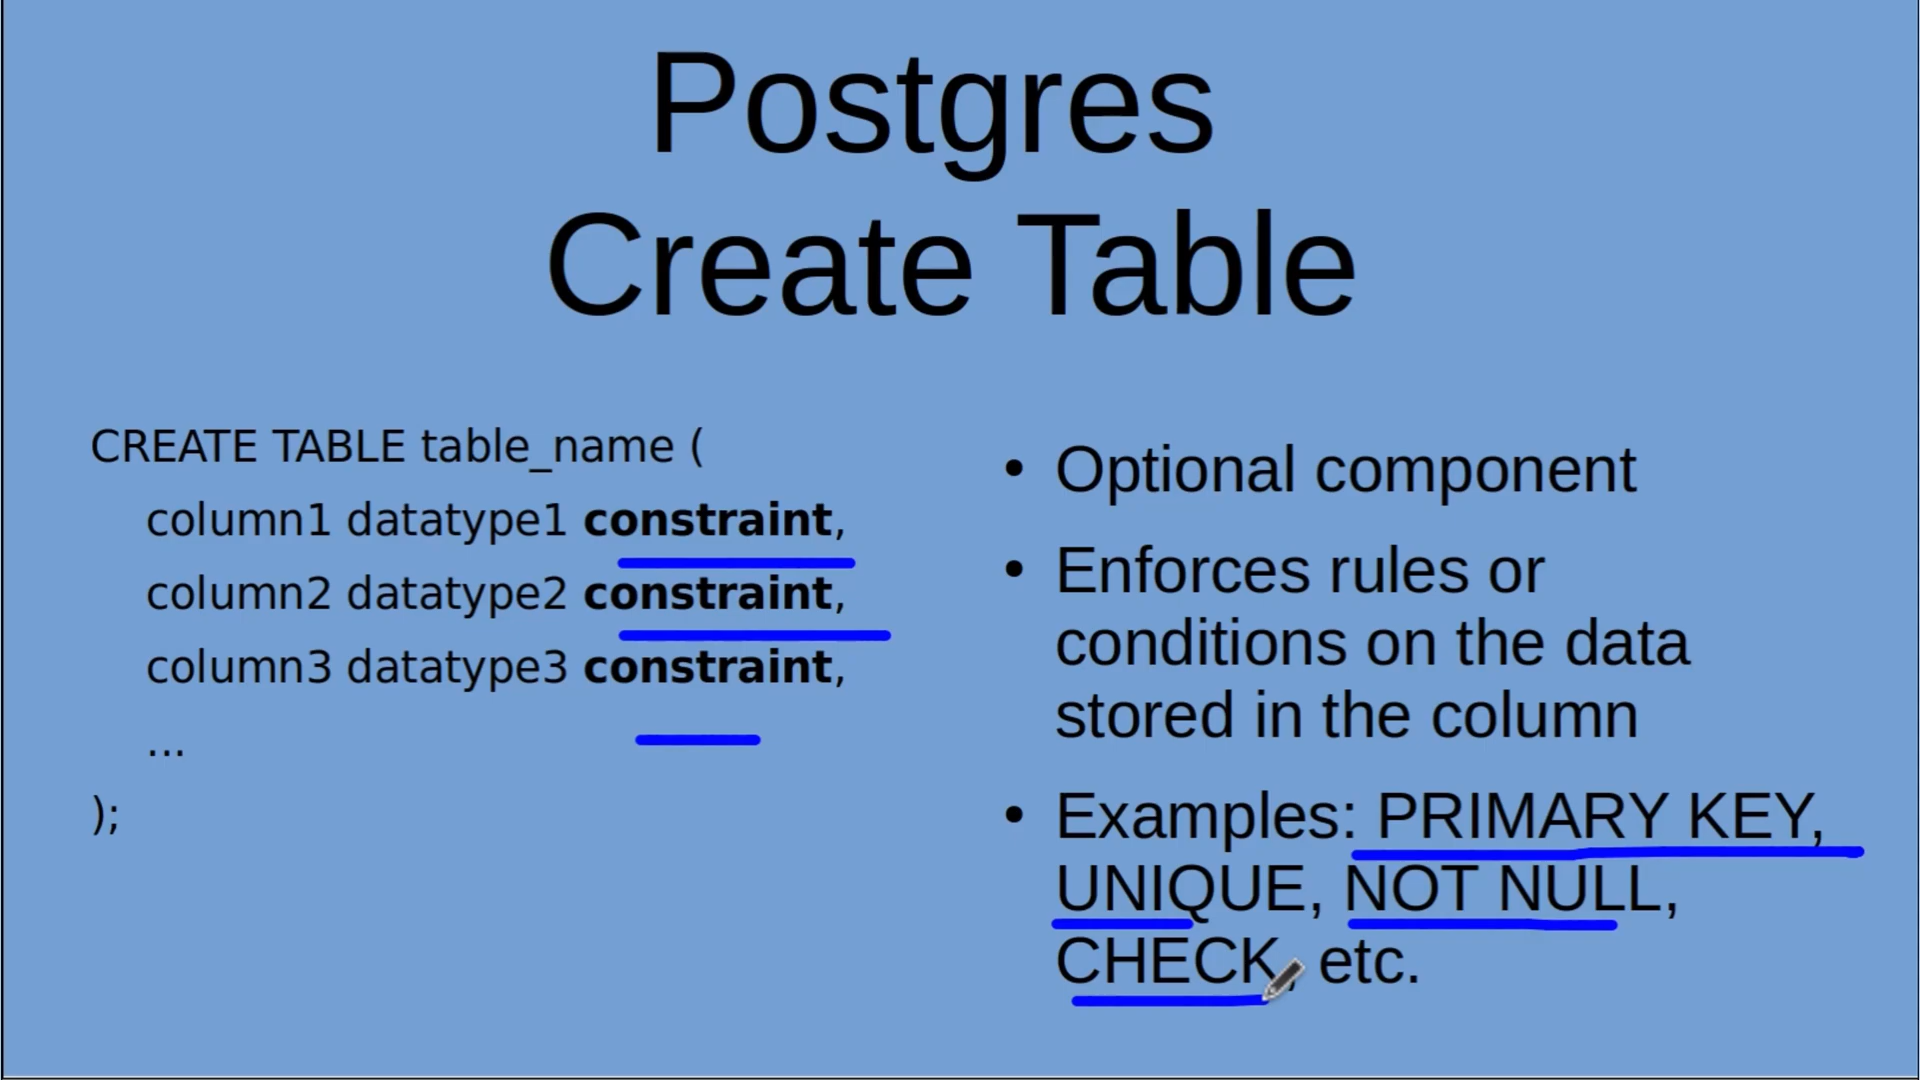 Postgres
Create Table
CREATE TABLE table_name (
column1 datatype1 constraint,
column2 datatype2 constraint,
column3 datatype3 constraint,
...
);
• Optional component
• Enforces rules or
conditions on the data
stored in the column
• Examples: PRIMARY KEY,
UNIQUE, NOT NULL,
CHECK, etc.